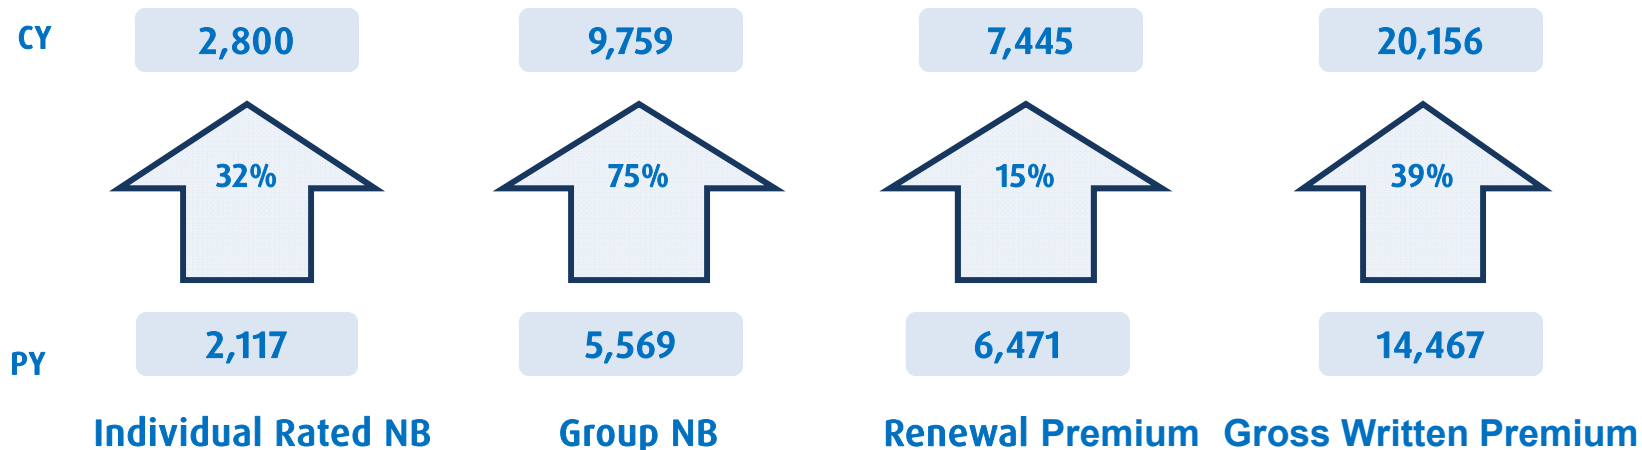 CY 2,800 9,759 7,445 20,156
32% 75% 15% 39%
PY 2,117 5,569 6,471 14,467
Individual Rated NB Group NB Renewal Premium Gross Written Premium